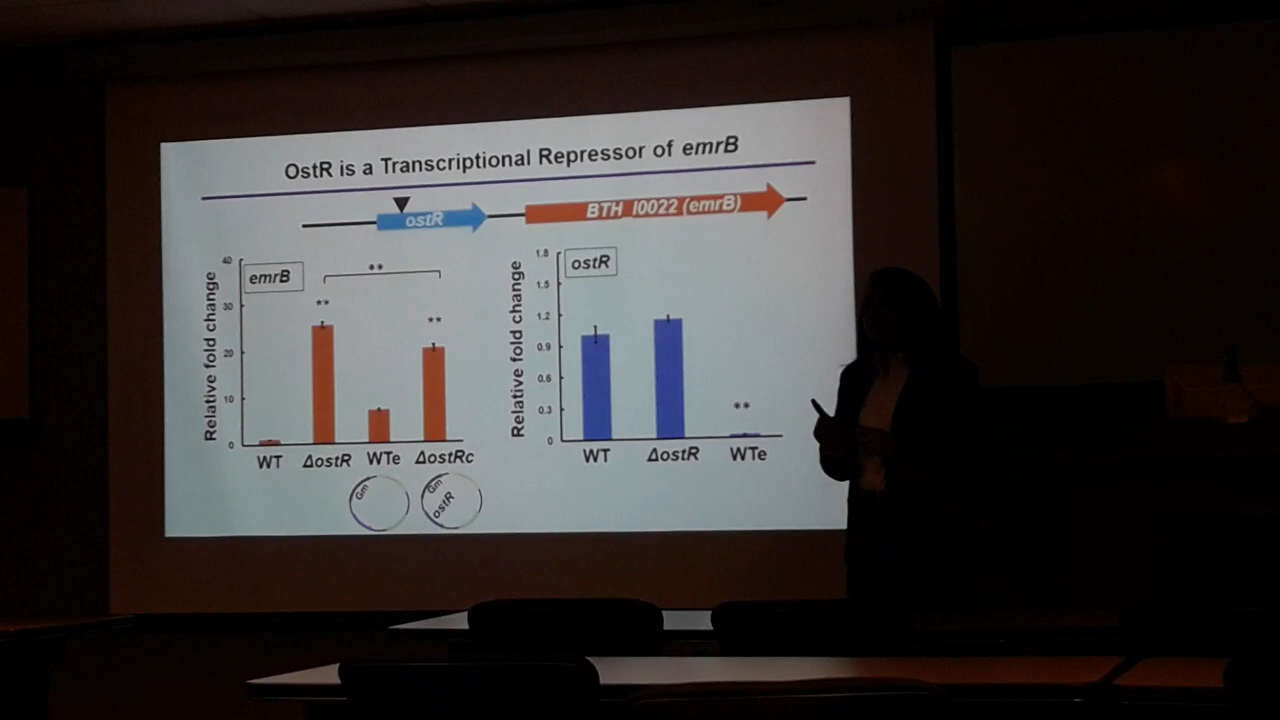 OstR is a Transcriptional Repressor of emrB
ostR
BTH_I0022 (emrB)
emrB
Relative fold change
40
30
20
10
0
**
**
**
WT ΔostR WTe ΔostRc
Gm
Gm
ostR
ostR
Relative fold change
1.8
1.5
1.2
0.9
0.6
0.3
0
**
WT ΔostR WTe